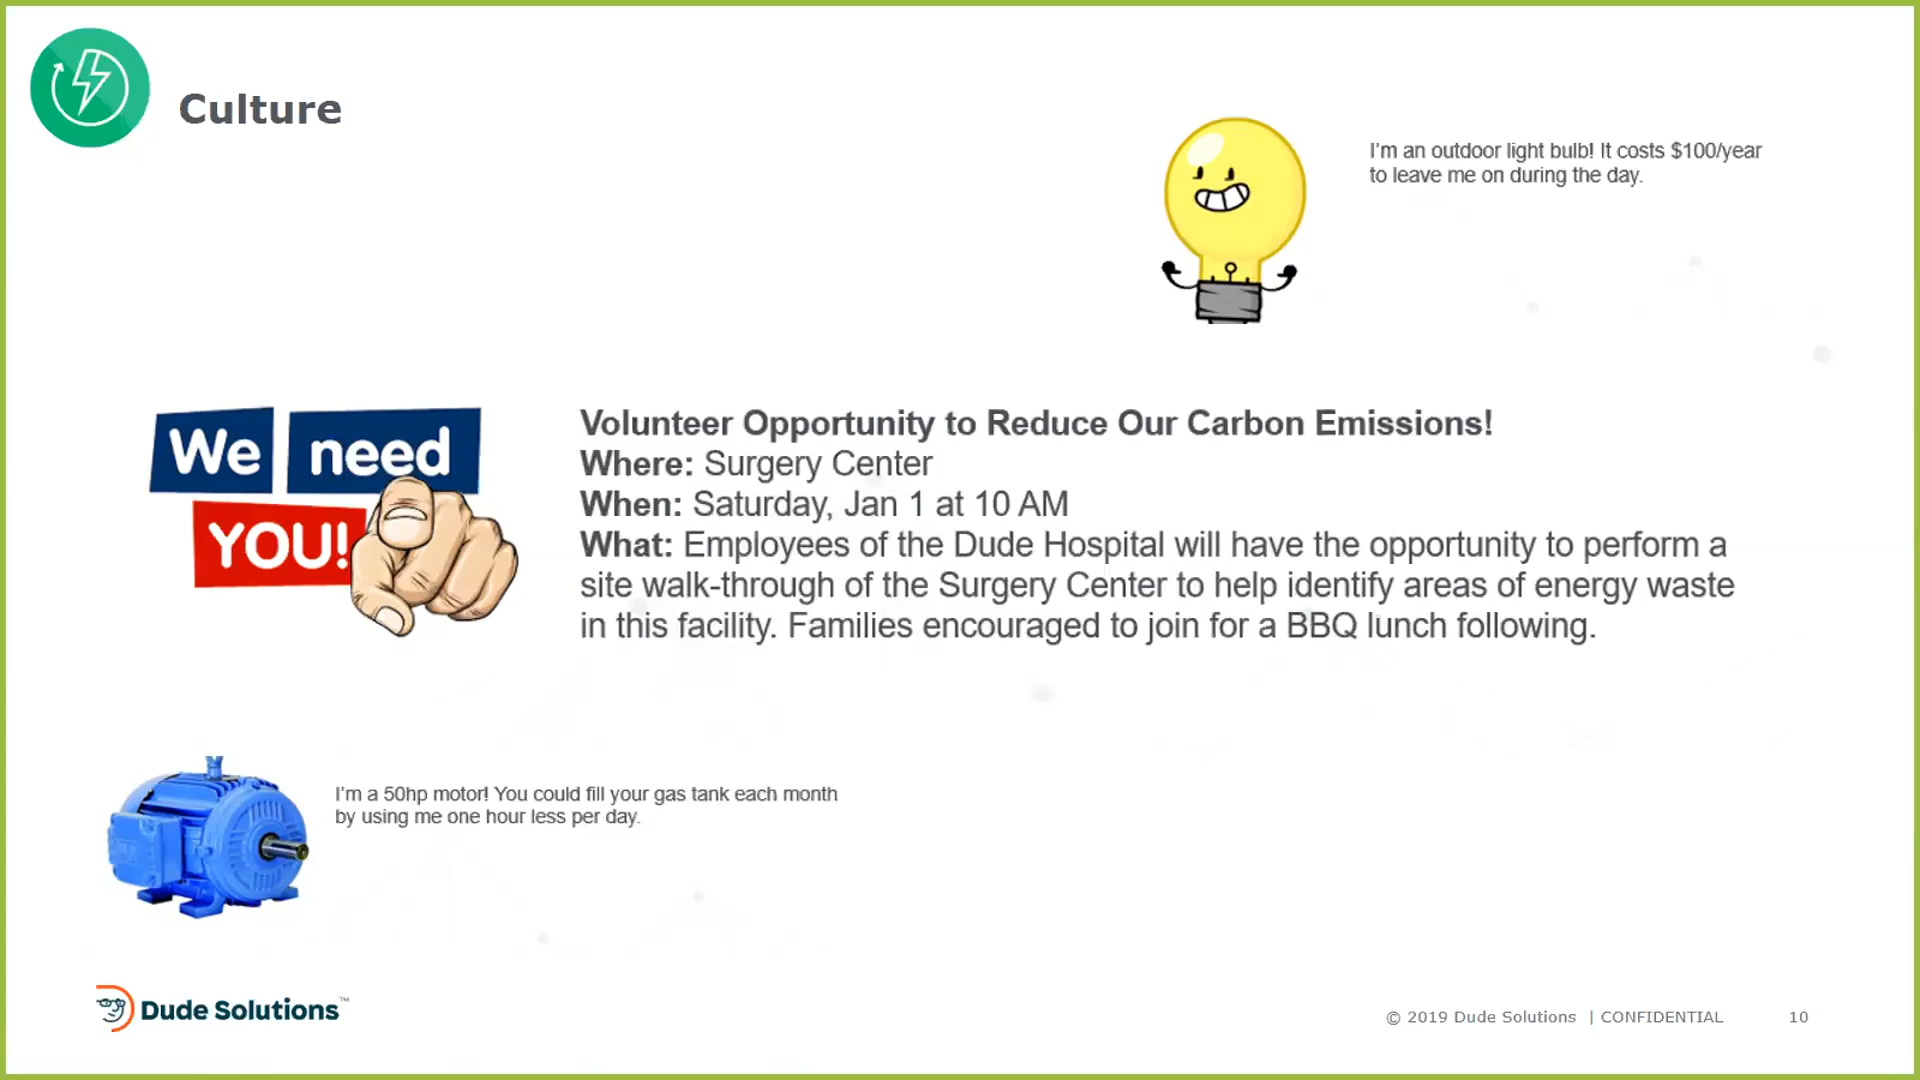 Culture
I'm an outdoor light bulb! It costs $100/year
to leave me on during the day.
We need
YOU!
Volunteer Opportunity to Reduce Our Carbon Emissions!
Where: Surgery Center
When: Saturday, Jan 1 at 10 AM
What: Employees of the Dude Hospital will have the opportunity to perform a
site walk-through of the Surgery Center to help identify areas of energy waste
in this facility. Families encouraged to join for a BBQ lunch following.
I'm a 50hp motor! You could fill your gas tank each month
by using me one hour less per day.
Dude Solutions™
© 2019 Dude Solutions | CONFIDENTIAL 10